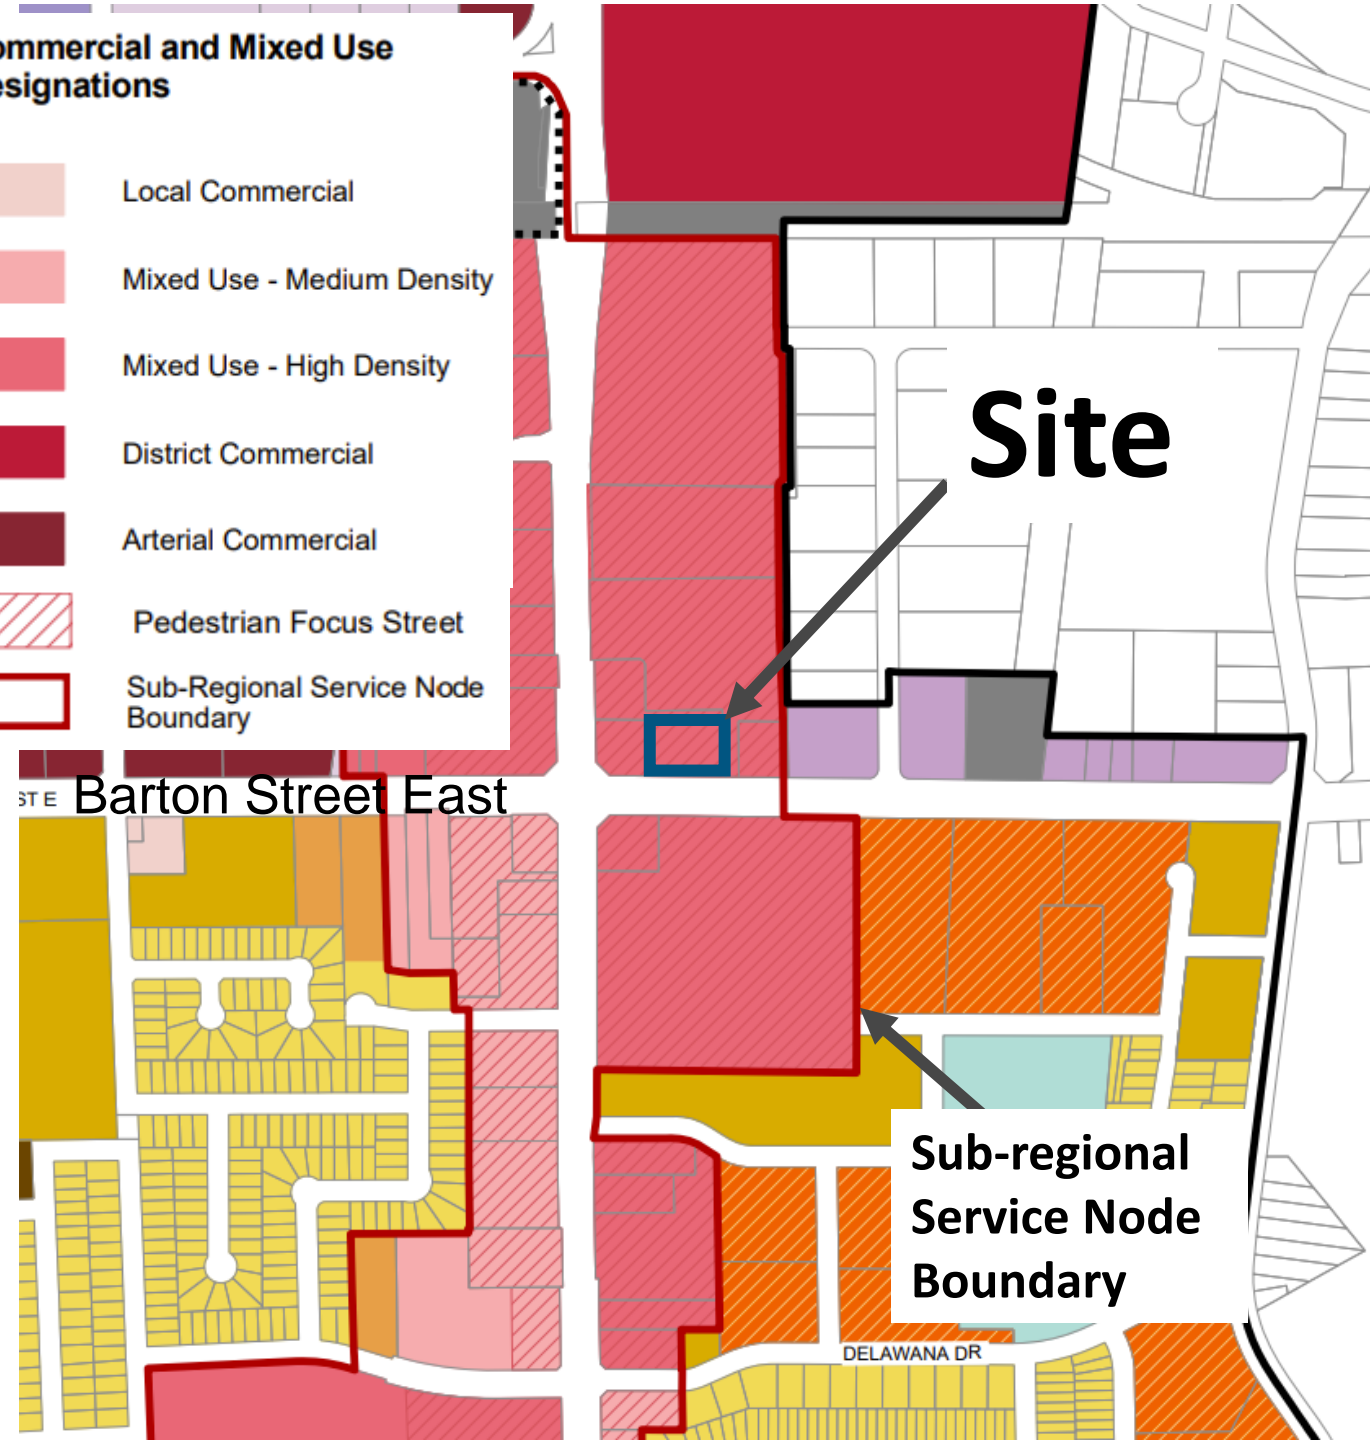 ommercial and Mixed Use
esignations
Local Commercial
Mixed Use - Medium Density
Mixed Use - High Density
District Commercial
Arterial Commercial
Pedestrian Focus Street
Sub-Regional Service Node
Boundary
Site
ST E
Barton Street East
Sub-regional
Service Node
Boundary
DELAWANA DR